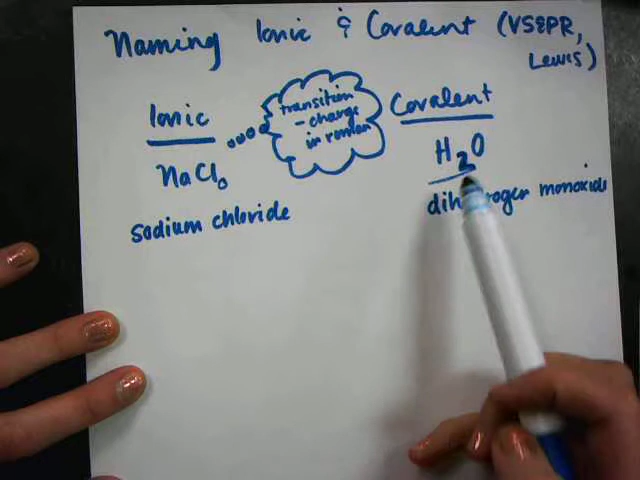 Naming Ionic & Covalent (VSEPR,
Lewis)
Ionic
transition
- charge
in roman
Covalent
NaCl
H2O
sodium chloride
monoxide